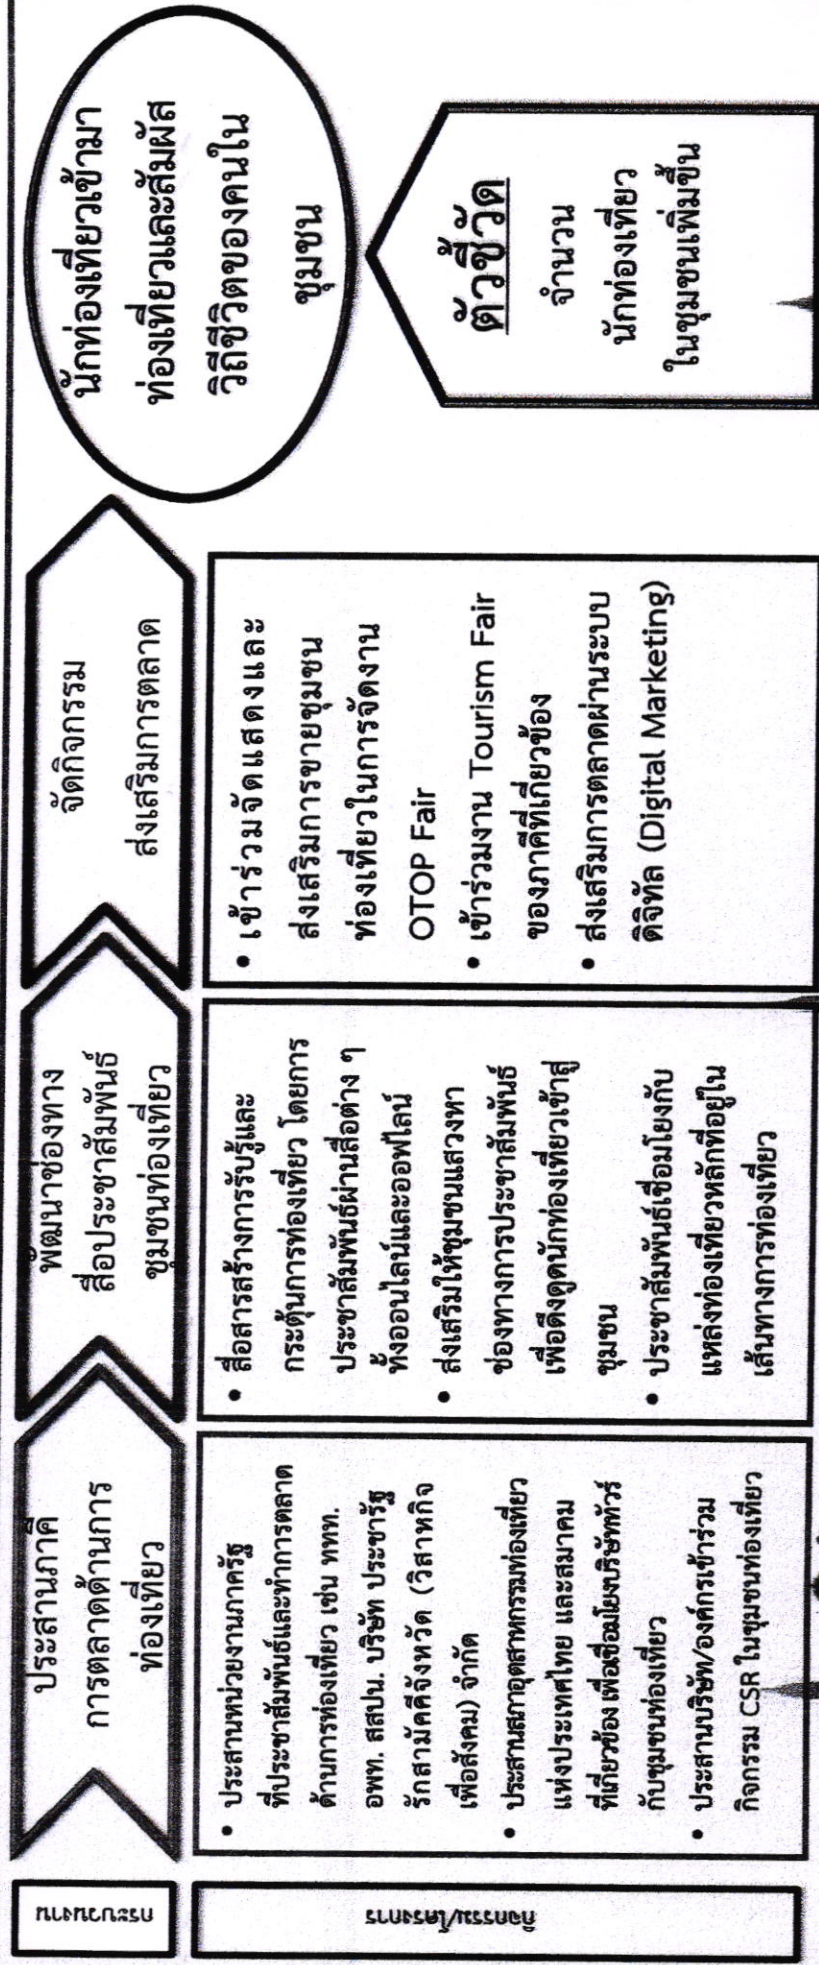 กระบวนงาน
ประสานภาคี
การตลาดด้านการ
ท่องเที่ยว
พัฒนาช่องทาง
สื่อประชาสัมพันธ์
ชุมชนท่องเที่ยว
จัดกิจกรรม
ส่งเสริมการตลาด
นักท่องเที่ยวเข้ามา
ท่องเที่ยวและสัมผัส
วิถีชีวิตของคนใน
ชุมชน
กิจกรรม/โครงการ
• ประสานหน่วยงานภาครัฐ
ที่ประชาสัมพันธ์และทำการตลาด
ด้านการท่องเที่ยว เช่น ททท.
อพท. สสปน. บริษัท ประชารัฐ
รักสามัคคีจังหวัด (วิสาหกิจ
เพื่อสังคม) จำกัด
• ประสานสภาอุตสาหกรรมท่องเที่ยว
แห่งประเทศไทย และสมาคม
ที่เกี่ยวข้อง เพื่อเชื่อมโยงบริษัททัวร์
กับชุมชนท่องเที่ยว
• ประสานบริษัท/องค์กรเข้าร่วม
กิจกรรม CSR ในชุมชนท่องเที่ยว
• สื่อสารสร้างการรับรู้และ
กระตุ้นการท่องเที่ยว โดยการ
ประชาสัมพันธ์ผ่านสื่อต่าง ๆ
ทั้งออนไลน์และออฟไลน์
• ส่งเสริมให้ชุมชนแสวงหา
ช่องทางการประชาสัมพันธ์
เพื่อดึงดูดนักท่องเที่ยวเข้าสู่
ชุมชน
• ประชาสัมพันธ์เชื่อมโยงกับ
แหล่งท่องเที่ยวหลักที่อยู่ใน
เส้นทางการท่องเที่ยว
• เข้าร่วมจัดแสดงและ
ส่งเสริมการขายชุมชน
ท่องเที่ยวในการจัดงาน
OTOP Fair
• เข้าร่วมงาน Tourism Fair
ของภาคีที่เกี่ยวข้อง
• ส่งเสริมการตลาดผ่านระบบ
ดิจิทัล (Digital Marketing)
ตัวชี้วัด
จำนวน
นักท่องเที่ยว
ในชุมชนเพิ่มขึ้น